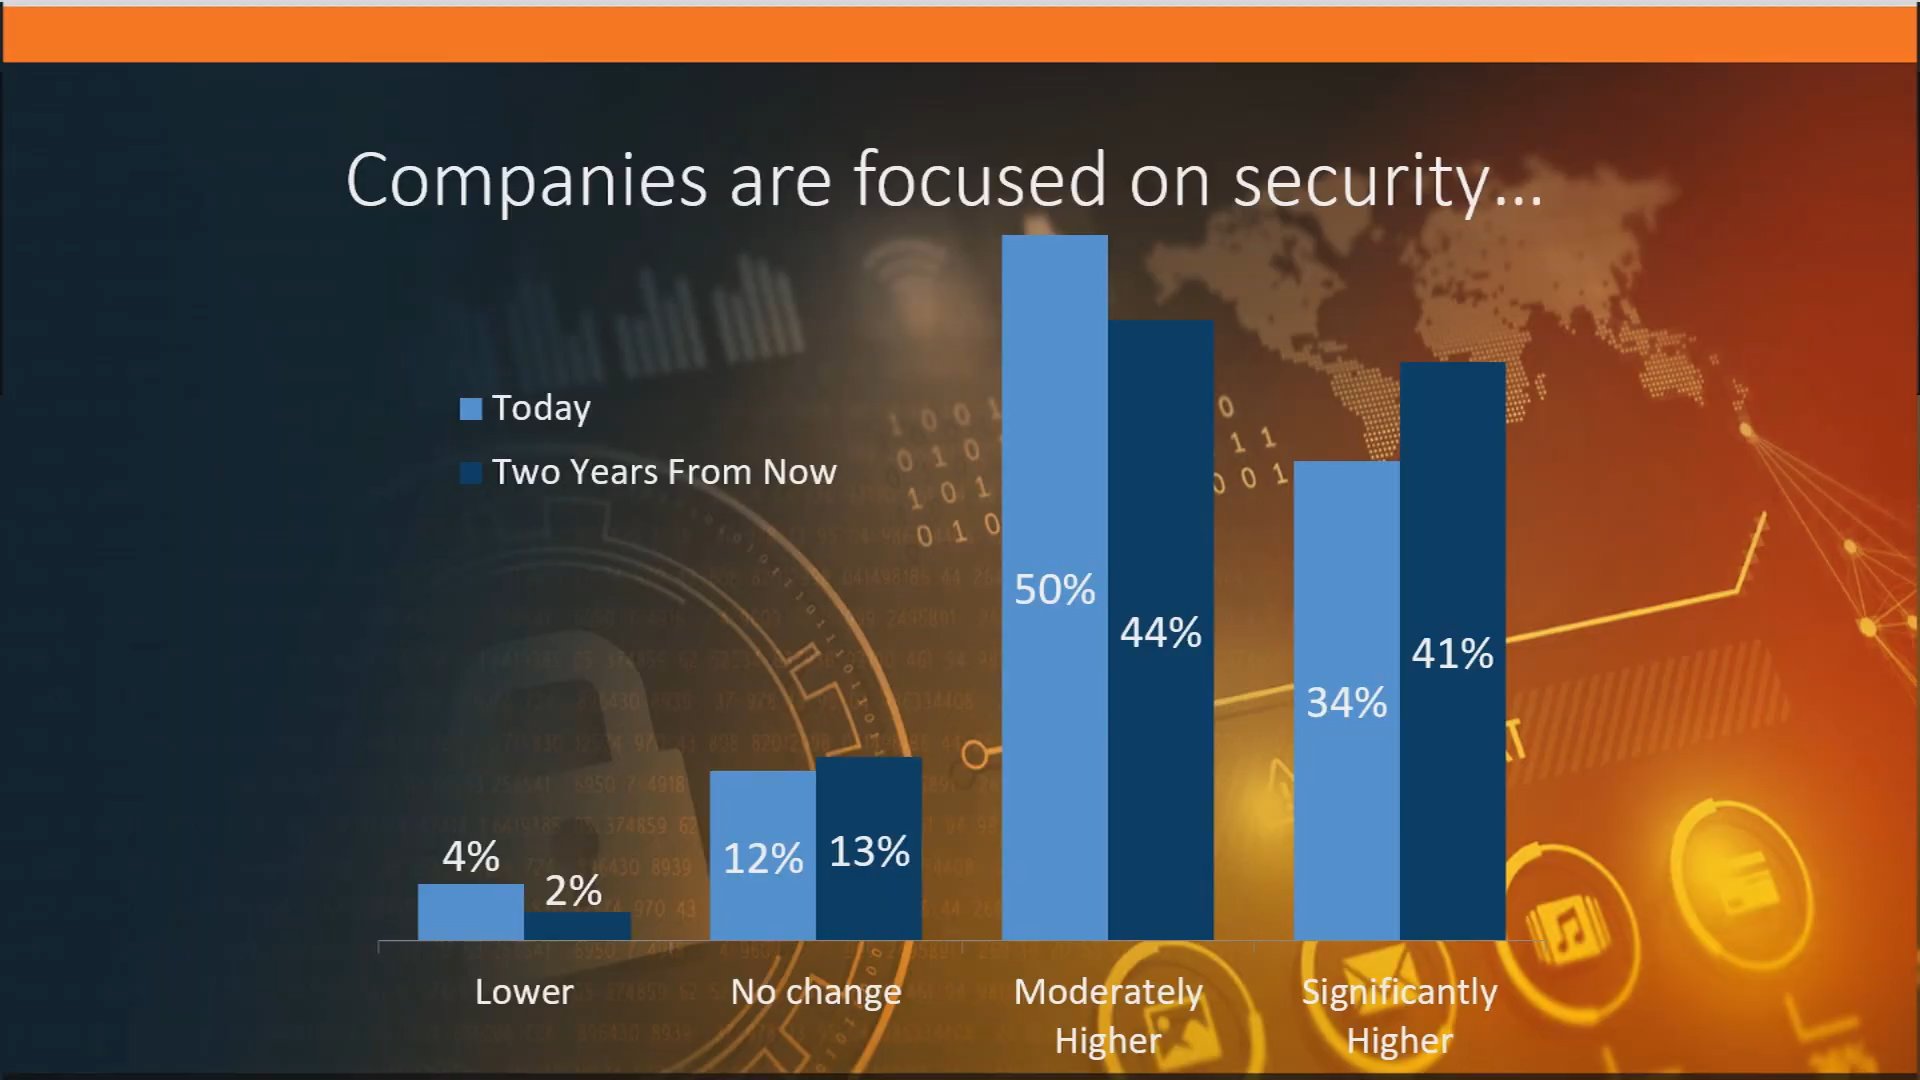 Companies are focused on security...
Today
Two Years From Now
50%
44%
41%
34%
4%
2%
12%
13%
Lower
No change
Moderately
Higher
Significantly
Higher